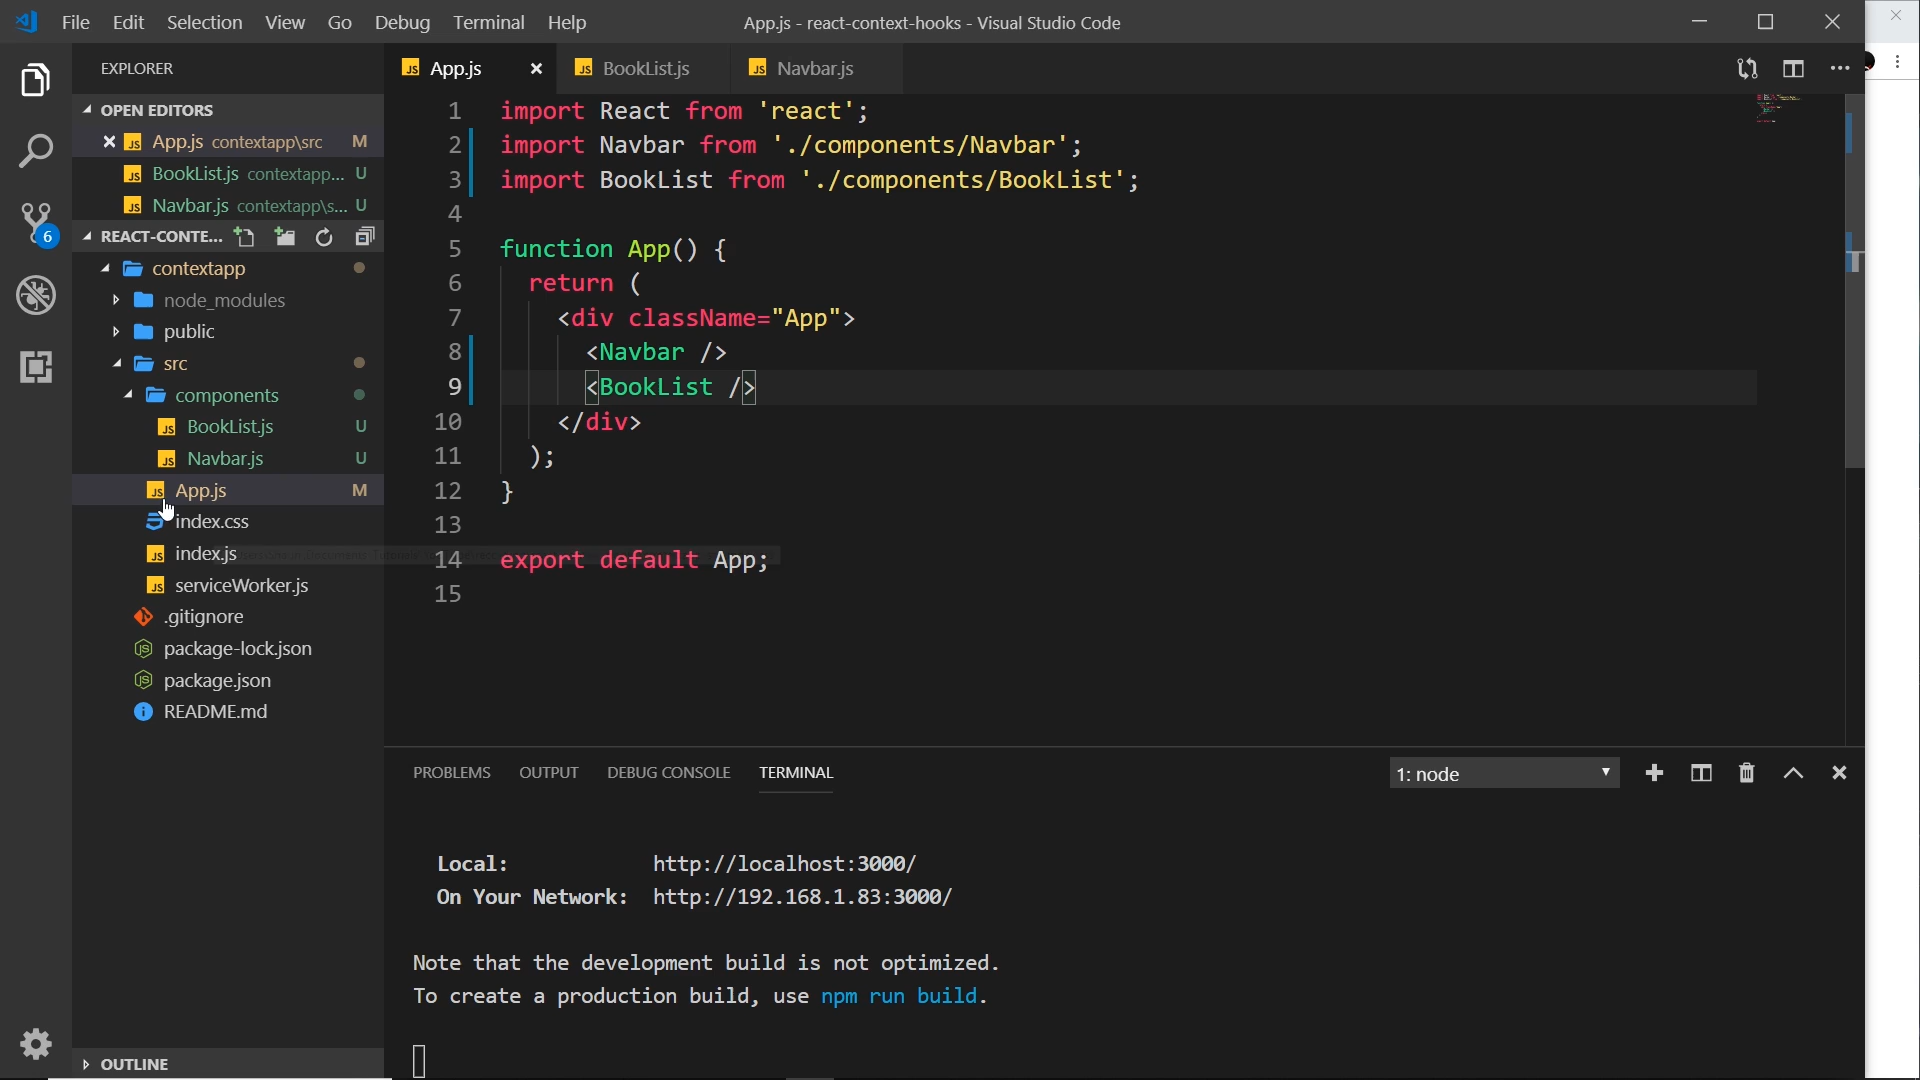 File Edit Selection View Go Debug Terminal Help
App.js - react-context-hooks - Visual Studio Code
EXPLORER
OPEN EDITORS
App.js contextapp\src M
BookList.js contextapp... U
Navbar.js contextapp\s... U
REACT-CONTE...
contextapp
node_modules
public
src
components
BookList.js U
Navbar.js U
App.js M
index.css
index.js
serviceWorker.js
.gitignore
package-lock.json
package.json
README.md
OUTLINE
6
App.js BookList.js Navbar.js
1 import React from 'react';
2 import Navbar from './components/Navbar';
3 import BookList from './components/BookList';
4
5 function App() {
6 return (
7 <div className="App">
8 <Navbar />
9 <BookList />
10 </div>
11 );
12 }
13
14 export default App;
15
PROBLEMS OUTPUT DEBUG CONSOLE TERMINAL
1: node
Local: http://localhost:3000/
On Your Network: http://192.168.1.83:3000/
Note that the development build is not optimized.
To create a production build, use npm run build.